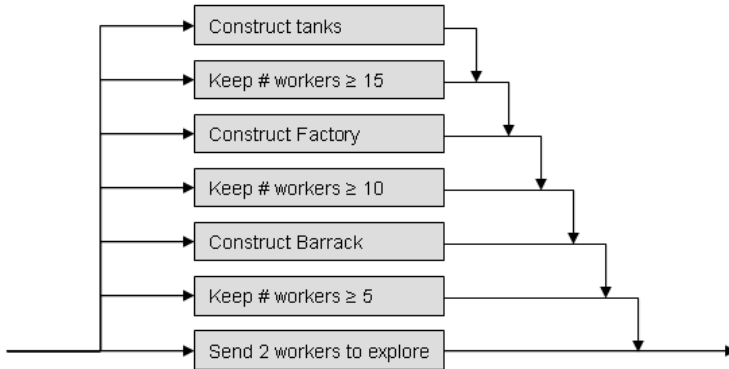 Construct tanks
Keep # workers ≥ 15
Construct Factory
Keep # workers ≥ 10
Construct Barrack
Keep # workers ≥ 5
Send 2 workers to explore